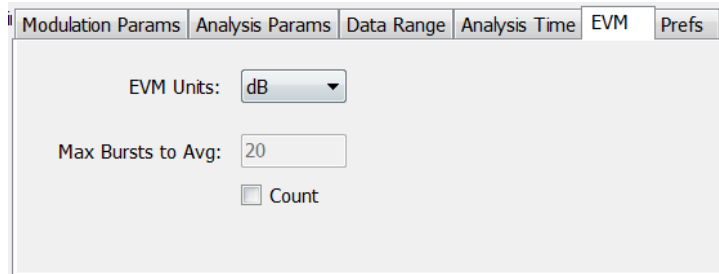 Modulation Params Analysis Params Data Range Analysis Time EVM Prefs
EVM Units: dB
Max Bursts to Avg: 20
Count